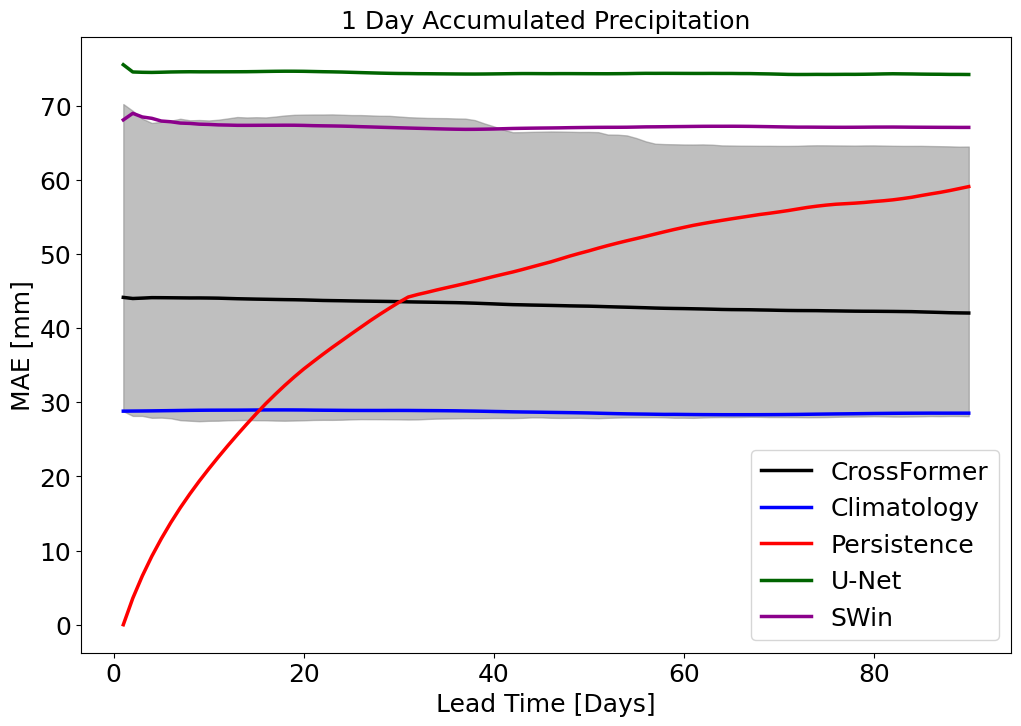 1 Day Accumulated Precipitation
MAE [mm]
70
60
50
40
30
20
10
0
0 20 40 60 80
Lead Time [Days]
CrossFormer
Climatology
Persistence
U-Net
SWin